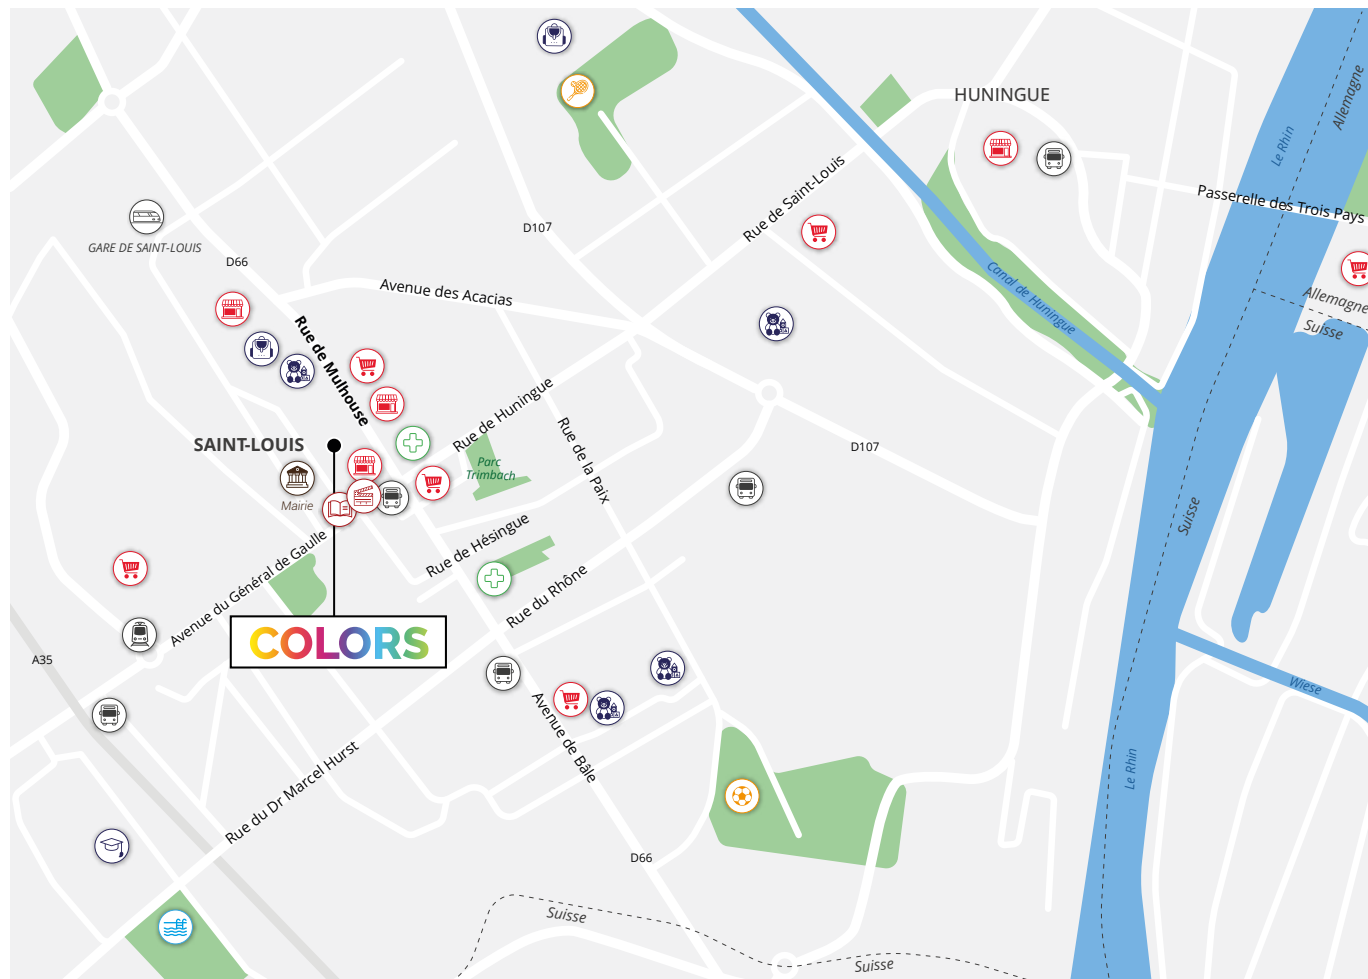 HUNINGUE
Allemagne
Le Rhin
Rue de Saint-Louis
Passerelle des Trois Pays
D107
GARE DE SAINT-LOUIS
D66
Canal de Huningue
Avenue des Acacias
Allemagne
Suisse
Rue de Mulhouse
Rue de Huningue
SAINT-LOUIS
D107
Rue de la Paix
Parc
Trimbach
Mairie
Suisse
Rue de Hésingue
Avenue du Général de Gaulle
Rue du Rhône
COLORS
A35
Wiese
Avenue de Bâle
Le Rhin
Rue du Dr Marcel Hurst
D66
Suisse
Suisse